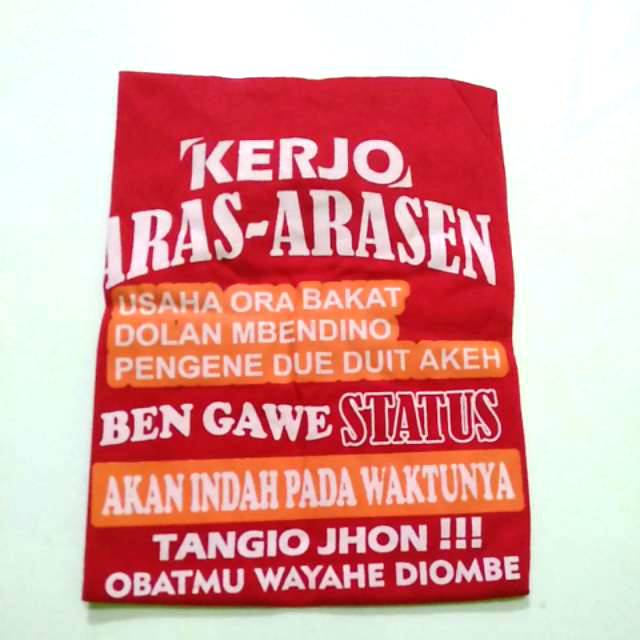 KERJO
ARAS-ARASEN
USAHA ORA BAKAT
DOLAN MBENDINO
PENGENE DUE DUIT AKEH
BEN GAWE STATUS
AKAN INDAH PADA WAKTUNYA
TANGIO JHON !!!
OBATMU WAYAHE DIOMBE